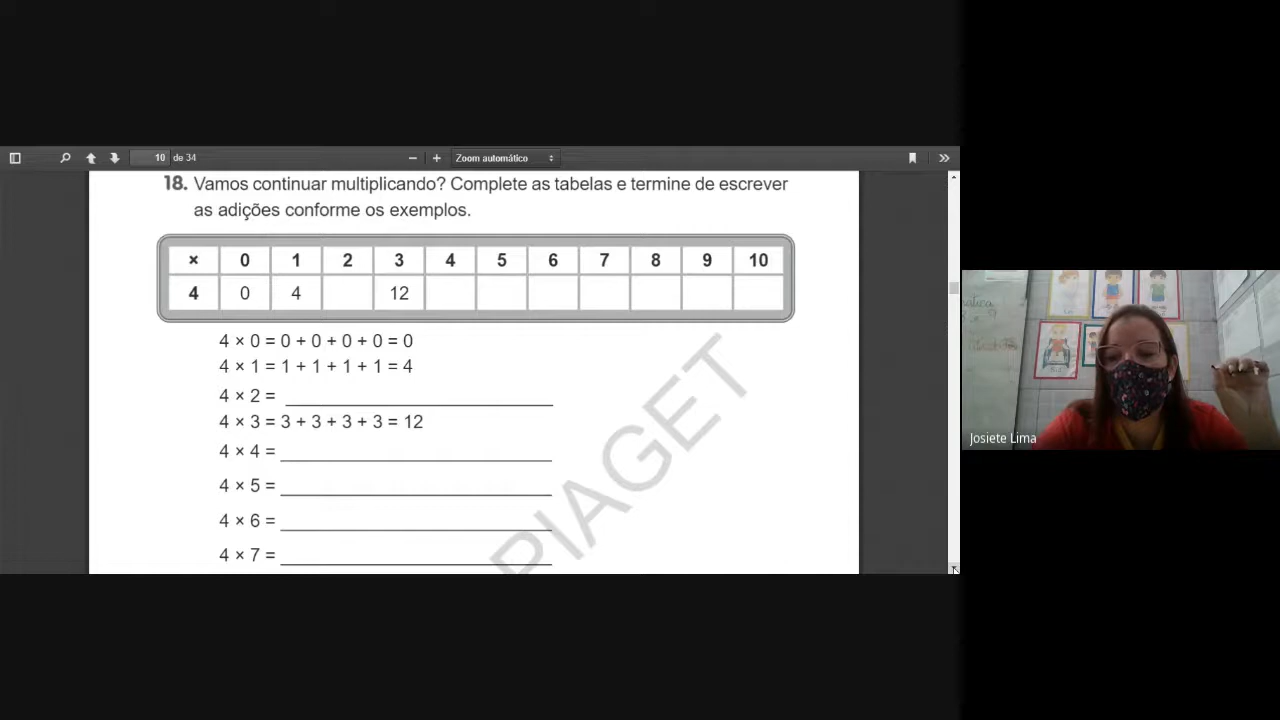 10 de 34
Zoom automático
18. Vamos continuar multiplicando? Complete as tabelas e termine de escrever
as adições conforme os exemplos.
× 0 1 2 3 4 5 6 7 8 9 10
4 0 4 12
4 × 0 = 0 + 0 + 0 + 0 = 0
4 × 1 = 1 + 1 + 1 + 1 = 4
4 × 2 =
4 × 3 = 3 + 3 + 3 + 3 = 12
4 × 4 =
4 × 5 =
4 × 6 =
4 × 7 =
PIAGET
Josiete Lima